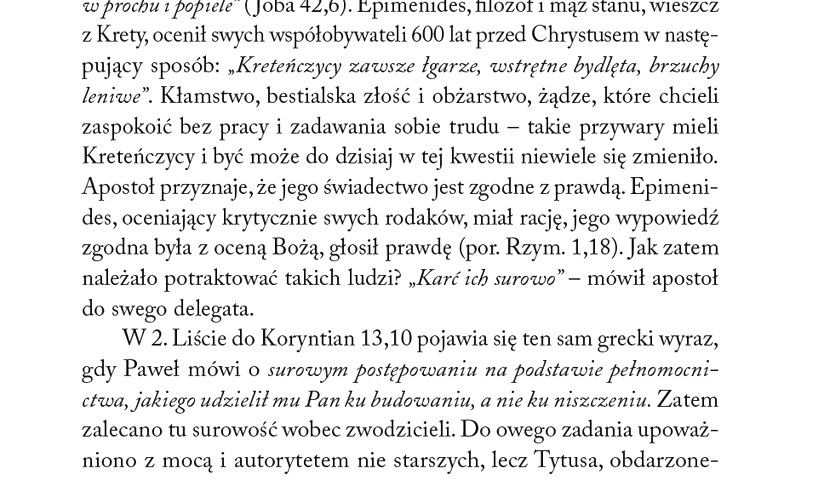 w prochu i popiele” (Joba 42,6). Epimenides, filozof i mąż stanu, wieszcz
z Krety, ocenił swych współobywateli 600 lat przed Chrystusem w nastę-
pujący sposób: „Kreteńczycy zawsze łgarze, wstrętne bydlęta, brzuchy
leniwe”. Kłamstwo, bestialska złość i obżarstwo, żądze, które chcieli
zaspokoić bez pracy i zadawania sobie trudu – takie przywary mieli
Kreteńczycy i być może do dzisiaj w tej kwestii niewiele się zmieniło.
Apostoł przyznaje, że jego świadectwo jest zgodne z prawdą. Epimeni-
des, oceniający krytycznie swych rodaków, miał rację, jego wypowiedź
zgodna była z oceną Bożą, głosił prawdę (por. Rzym. 1,18). Jak zatem
należało potraktować takich ludzi? „Karć ich surowo” – mówił apostoł
do swego delegata.
W 2. Liście do Koryntian 13,10 pojawia się ten sam grecki wyraz,
gdy Paweł mówi o surowym postępowaniu na podstawie pełnomocni-
ctwa, jakiego udzielił mu Pan ku budowaniu, a nie ku niszczeniu. Zatem
zalecano tu surowość wobec zwodzicieli. Do owego zadania upoważ-
niono z mocą i autorytetem nie starszych, lecz Tytusa, obdarzone-